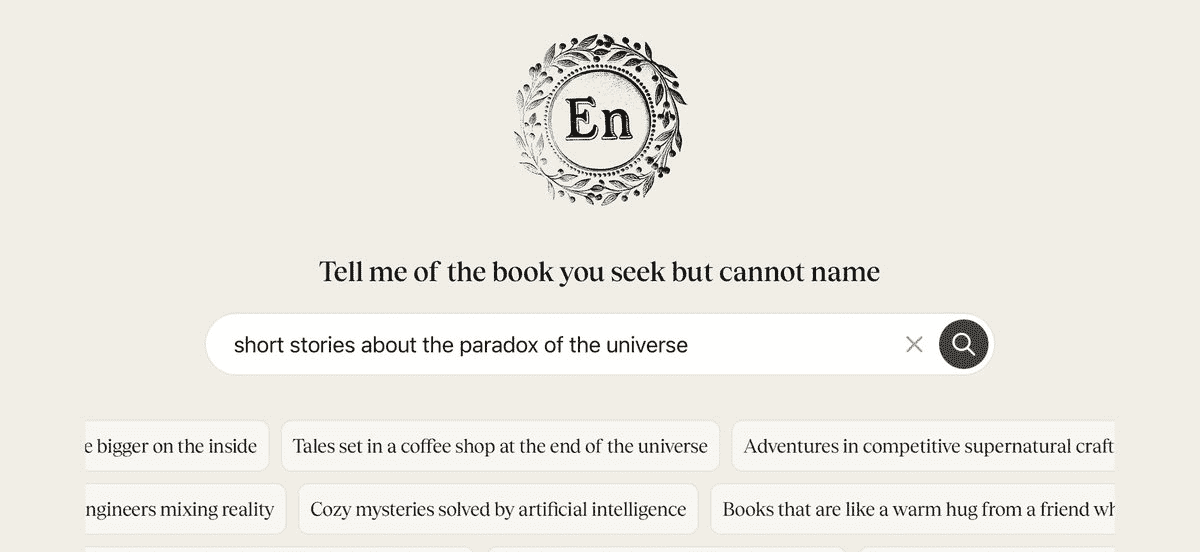 En
Tell me of the book you seek but cannot name
short stories about the paradox of the universe
e bigger on the inside
Tales set in a coffee shop at the end of the universe
Adventures in competitive supernatural craft
ngineers mixing reality
Cozy mysteries solved by artificial intelligence
Books that are like a warm hug from a friend wh